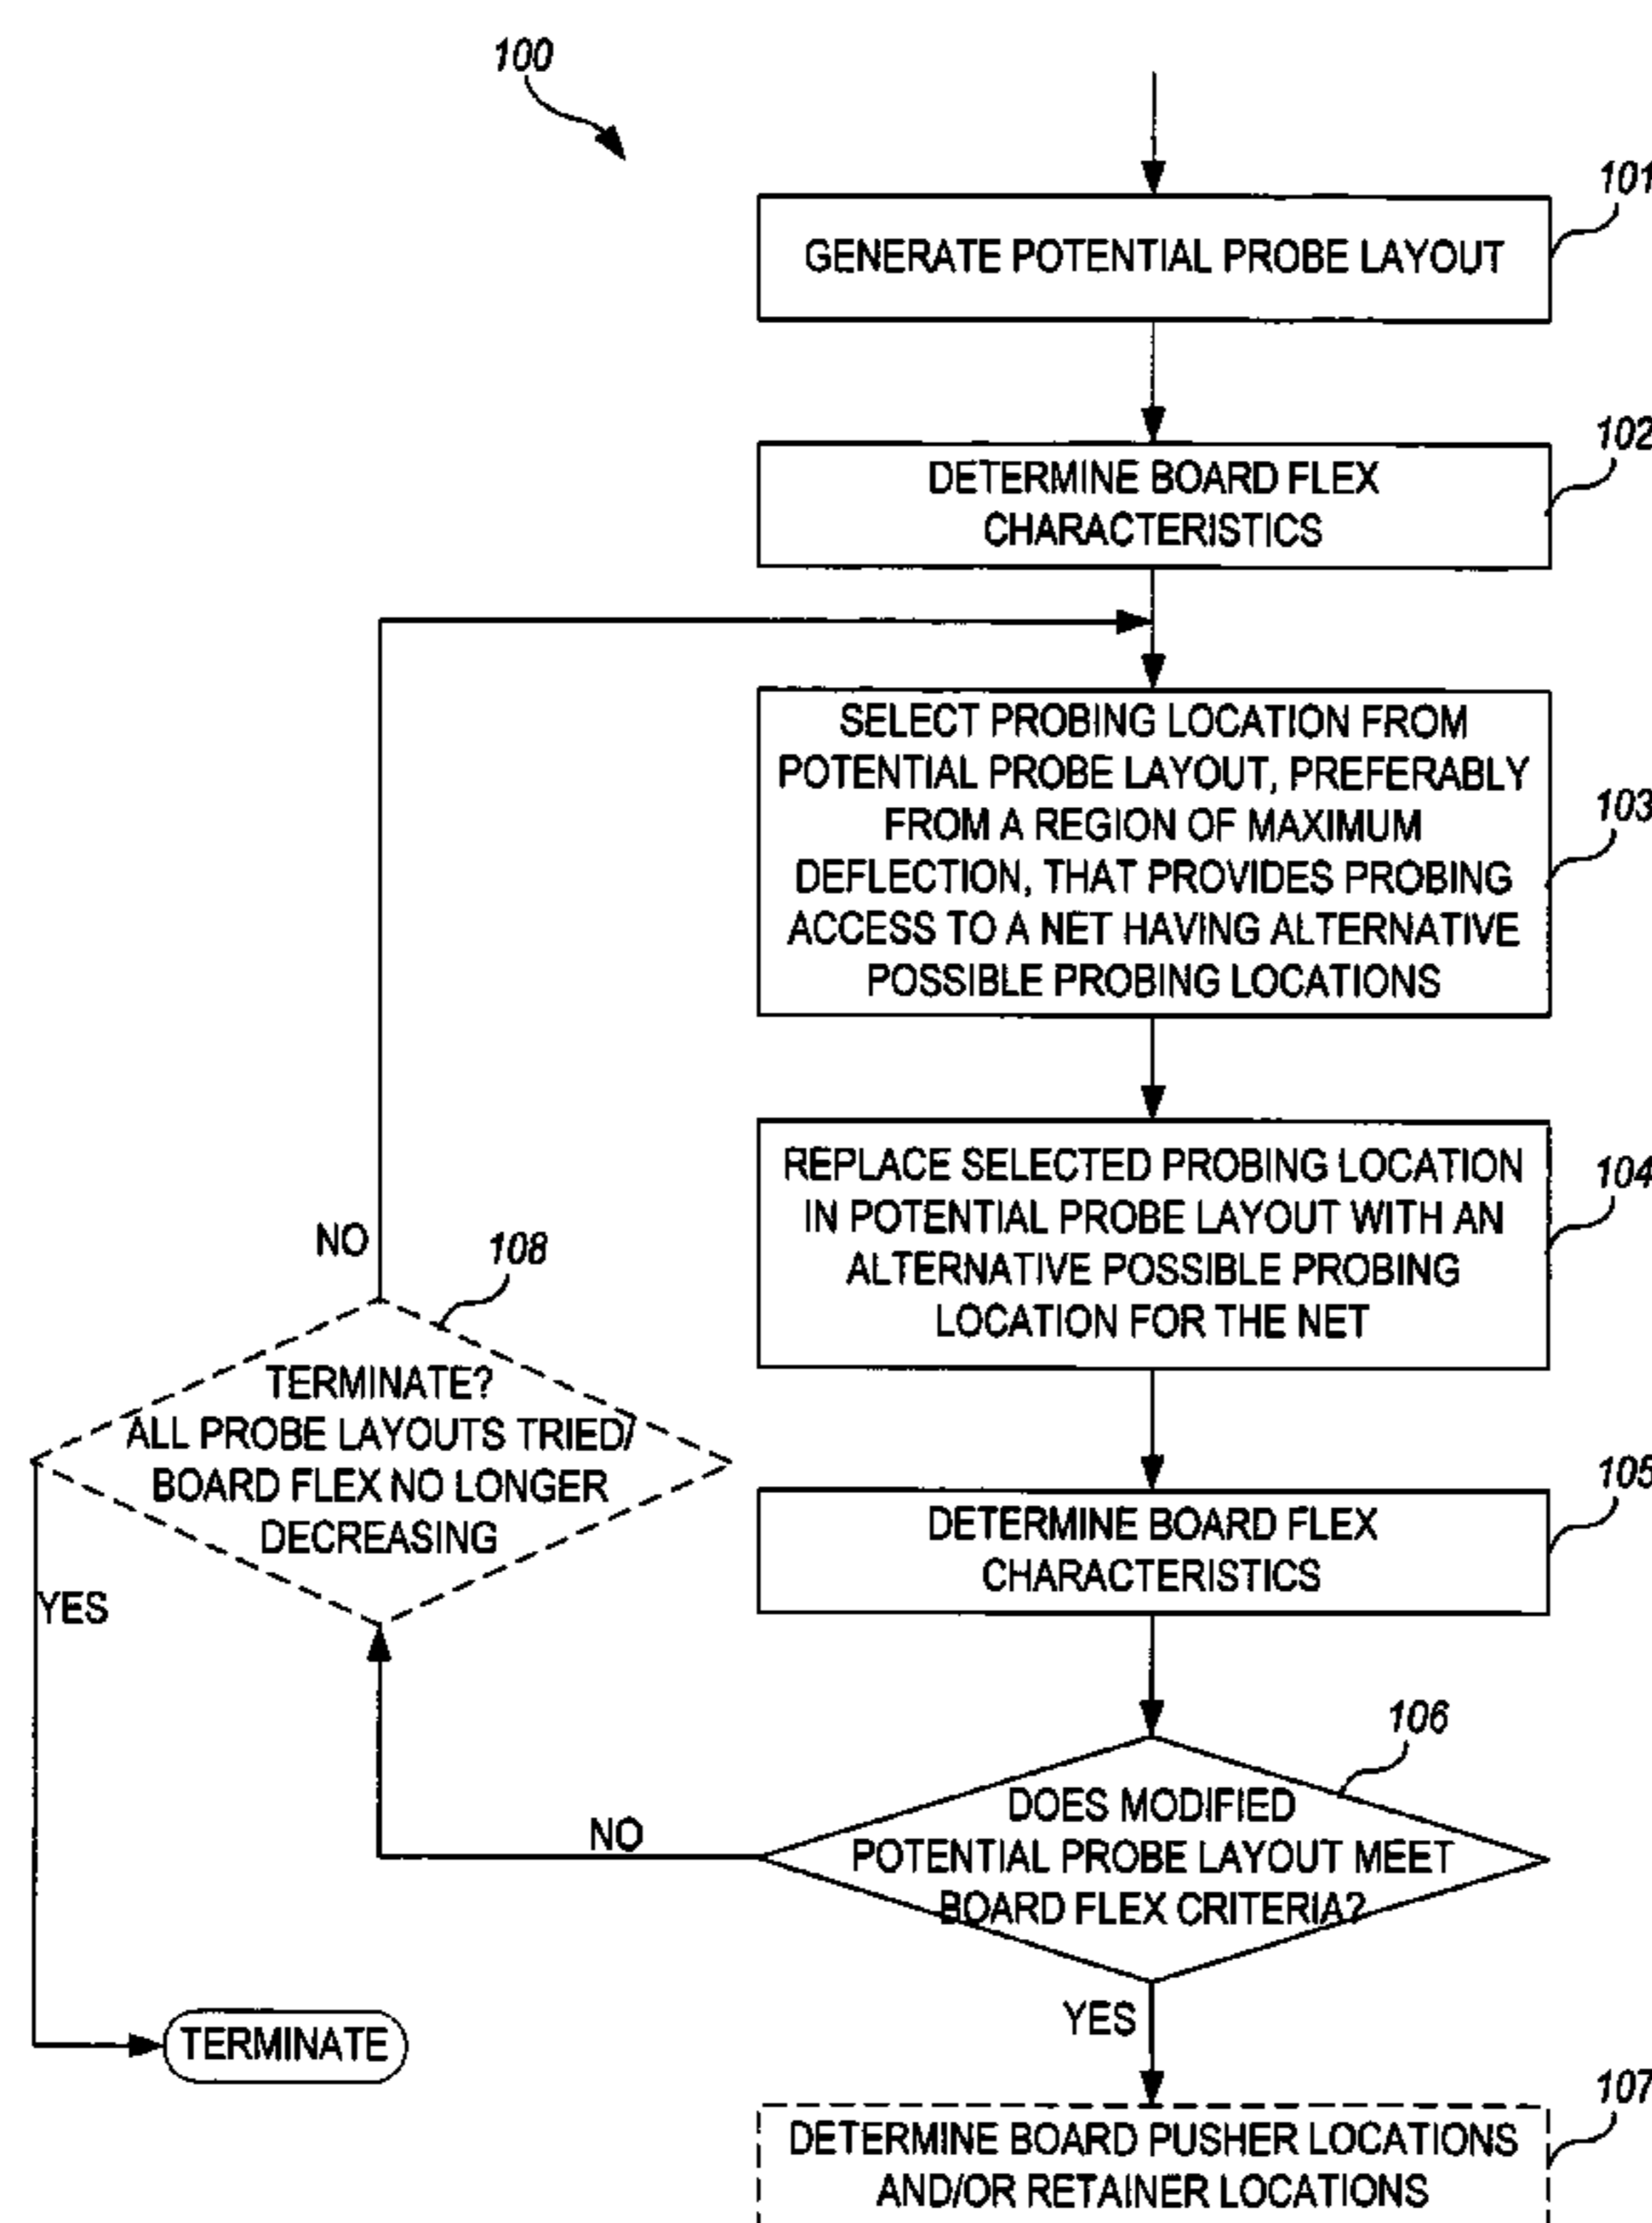 100
101
GENERATE POTENTIAL PROBE LAYOUT
102
DETERMINE BOARD FLEX
CHARACTERISTICS
103
SELECT PROBING LOCATION FROM
POTENTIAL PROBE LAYOUT, PREFERABLY
FROM A REGION OF MAXIMUM
DEFLECTION, THAT PROVIDES PROBING
ACCESS TO A NET HAVING ALTERNATIVE
POSSIBLE PROBING LOCATIONS
104
REPLACE SELECTED PROBING LOCATION
IN POTENTIAL PROBE LAYOUT WITH AN
ALTERNATIVE POSSIBLE PROBING
LOCATION FOR THE NET
NO
108
TERMINATE?
ALL PROBE LAYOUTS TRIED/
BOARD FLEX NO LONGER
DECREASING
YES
105
DETERMINE BOARD FLEX
CHARACTERISTICS
106
DOES MODIFIED
POTENTIAL PROBE LAYOUT MEET
BOARD FLEX CRITERIA?
NO
YES
TERMINATE
107
DETERMINE BOARD PUSHER LOCATIONS
AND/OR RETAINER LOCATIONS